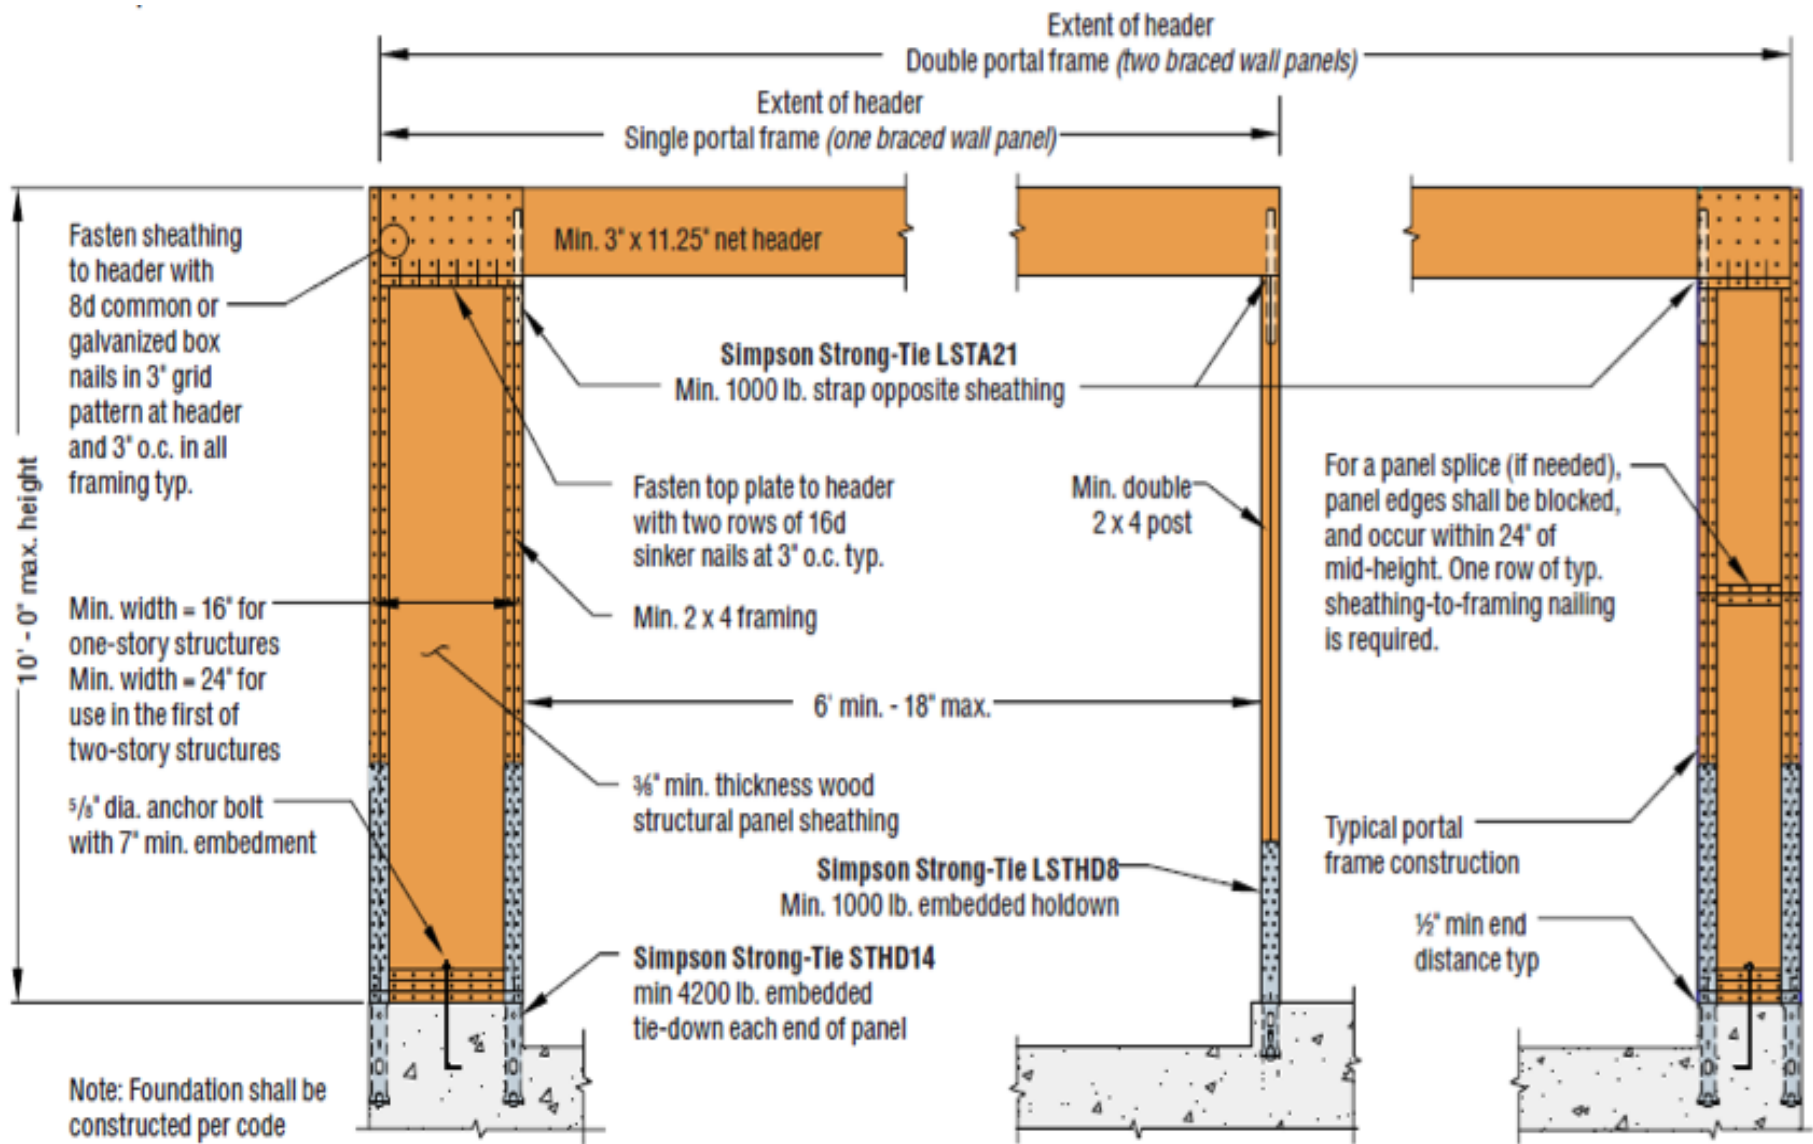 Extent of header
Double portal frame (two braced wall panels)
Extent of header
Single portal frame (one braced wall panel)
10' - 0" max. height
Fasten sheathing
to header with
8d common or
galvanized box
nails in 3" grid
pattern at header
and 3" o.c. in all
framing typ.
Min. 3" x 11.25" net header
Simpson Strong-Tie LSTA21
Min. 1000 lb. strap opposite sheathing
Fasten top plate to header
with two rows of 16d
sinker nails at 3" o.c. typ.
Min. double
2 x 4 post
For a panel splice (if needed),
panel edges shall be blocked,
and occur within 24" of
mid-height. One row of typ.
sheathing-to-framing nailing
is required.
Min. width = 16" for
one-story structures
Min. width = 24" for
use in the first of
two-story structures
Min. 2 x 4 framing
6' min. - 18" max.
⅝" dia. anchor bolt
with 7" min. embedment
⅜" min. thickness wood
structural panel sheathing
Typical portal
frame construction
Simpson Strong-Tie LSTHD8
Min. 1000 lb. embedded holdown
½" min end
distance typ
Simpson Strong-Tie STHD14
min 4200 lb. embedded
tie-down each end of panel
Note: Foundation shall be
constructed per code